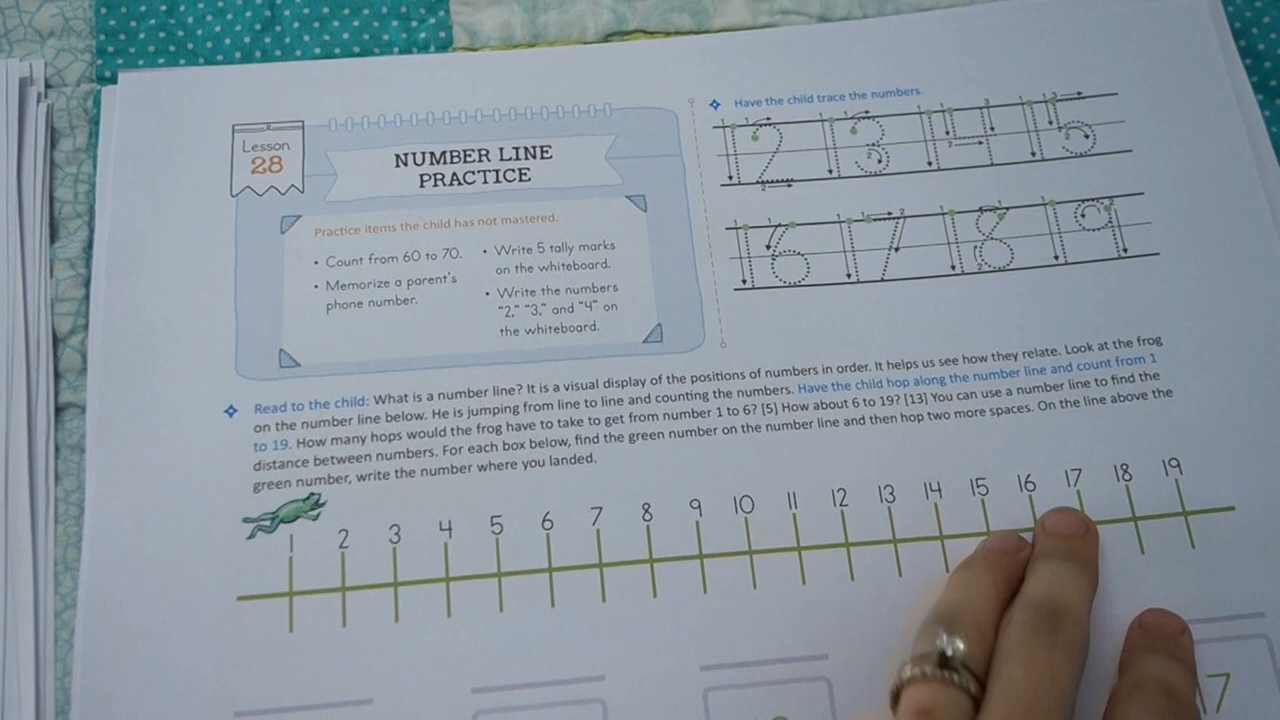 Lesson
28
NUMBER LINE
PRACTICE
Practice items the child has not mastered.
• Count from 60 to 70.
• Memorize a parent's
phone number.
• Write 5 tally marks
on the whiteboard.
• Write the numbers
"2," "3," and "4" on
the whiteboard.
Have the child trace the numbers.
12 13 14 15
16 17 18 19
Read to the child: What is a number line? It is a visual display of the positions of numbers in order. It helps us see how they relate. Look at the frog
on the number line below. He is jumping from line to line and counting the numbers. Have the child hop along the number line and count from 1
to 19. How many hops would the frog have to take to get from number 1 to 6? [5] How about 6 to 19? [13] You can use a number line to find the
distance between numbers. For each box below, find the green number on the number line and then hop two more spaces. On the line above the
green number, write the number where you landed.
1 2 3 4 5 6 7 8 9 10 11 12 13 14 15 16 17 18 19